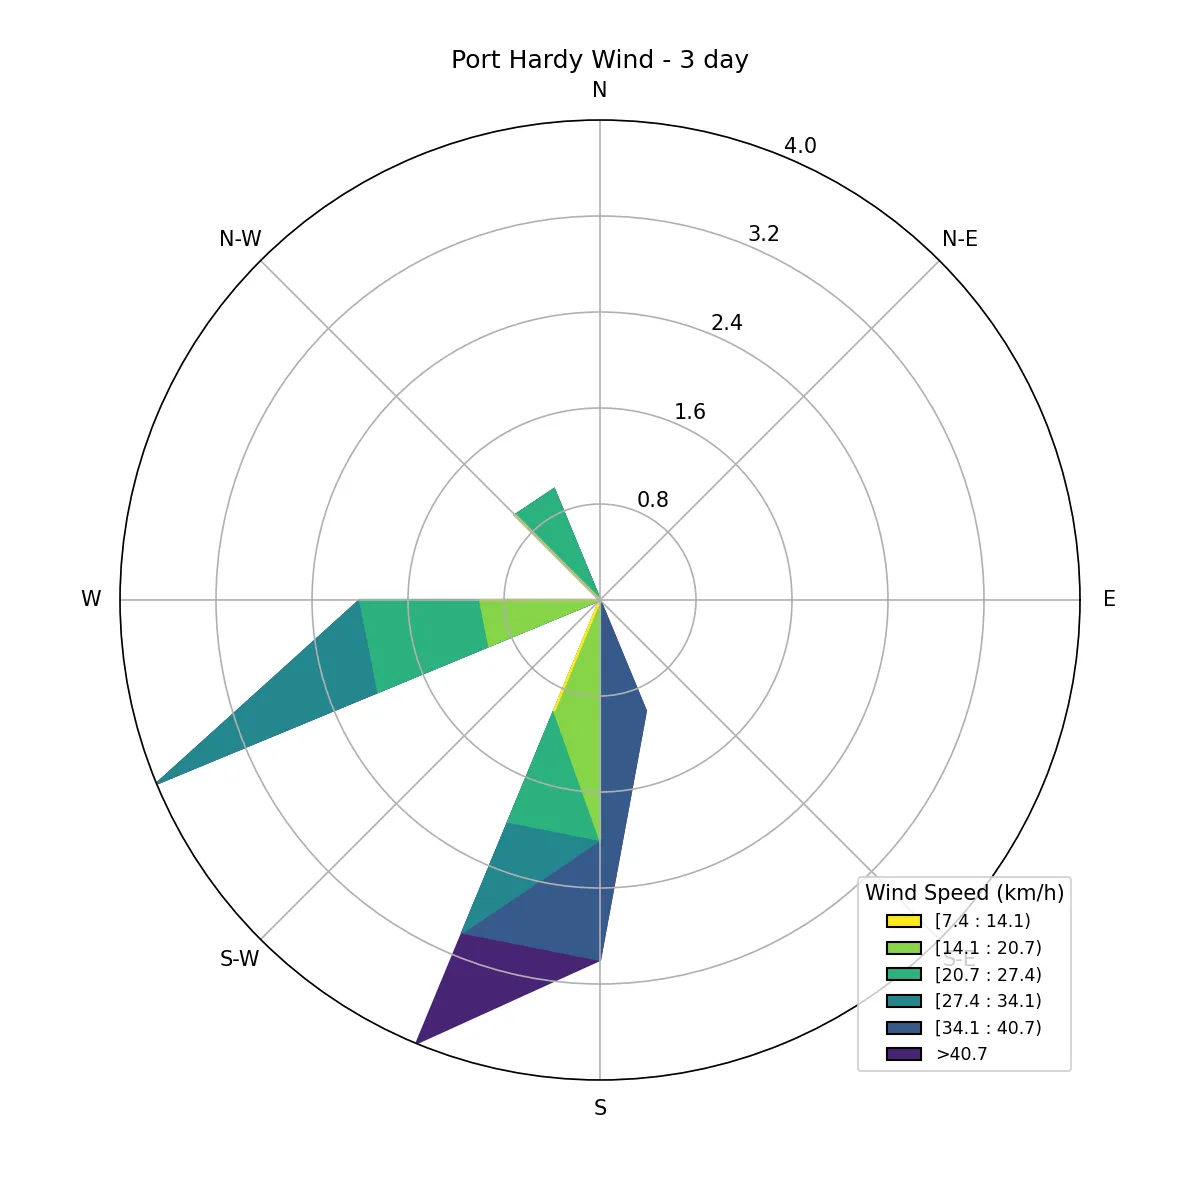 Port Hardy Wind - 3 day
N
4.0
N-W
3.2
N-E
2.4
1.6
0.8
W
E
S-W
S-E
Wind Speed (km/h)
[7.4 : 14.1)
[14.1 : 20.7)
[20.7 : 27.4)
[27.4 : 34.1)
[34.1 : 40.7)
>40.7
S